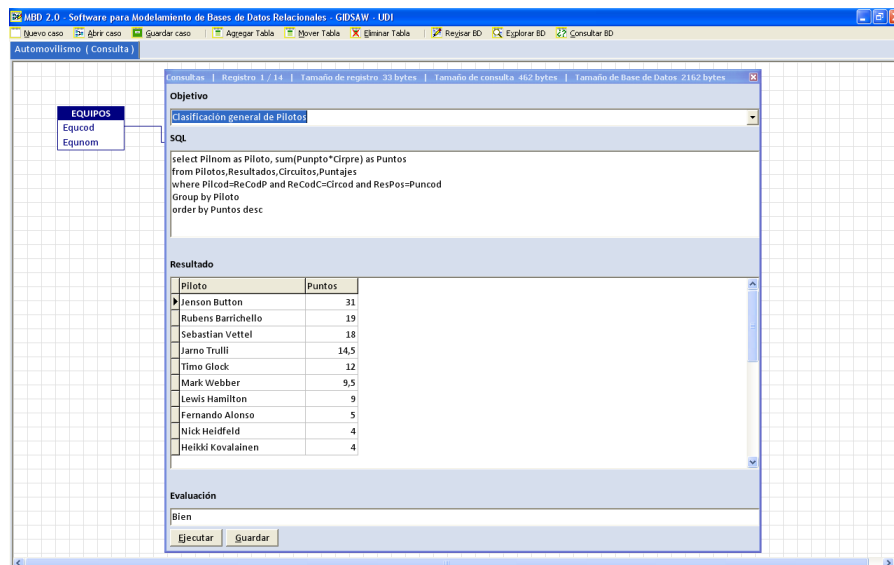 MBD 2.0 - Software para Modelamiento de Bases de Datos Relacionales - GIDSAW - UDI
Nuevo caso Abrir caso Guardar caso Agregar Tabla Mover Tabla Eliminar Tabla Revisar BD Explorar BD Consultar BD
Automovilismo ( Consulta )
Consultas | Registro 1 / 14 | Tamaño de registro 33 bytes | Tamaño de consulta 462 bytes | Tamaño de Base de Datos 2162 bytes
EQUIPOS
Equcod
Equnom
Objetivo
Clasificación general de Pilotos
SQL
select Pilnom as Piloto, sum(Punpto*Cirpre) as Puntos
from Pilotos,Resultados,Circuitos,Puntajes
where Pilcod=ReCodP and ReCodC=Circod and ResPos=Puncod
Group by Piloto
order by Puntos desc
Resultado
Piloto Puntos
Jenson Button 31
Rubens Barrichello 19
Sebastian Vettel 18
Jarno Trulli 14,5
Timo Glock 12
Mark Webber 9,5
Lewis Hamilton 9
Fernando Alonso 5
Nick Heidfeld 4
Heikki Kovalainen 4
Evaluación
Bien
Ejecutar Guardar